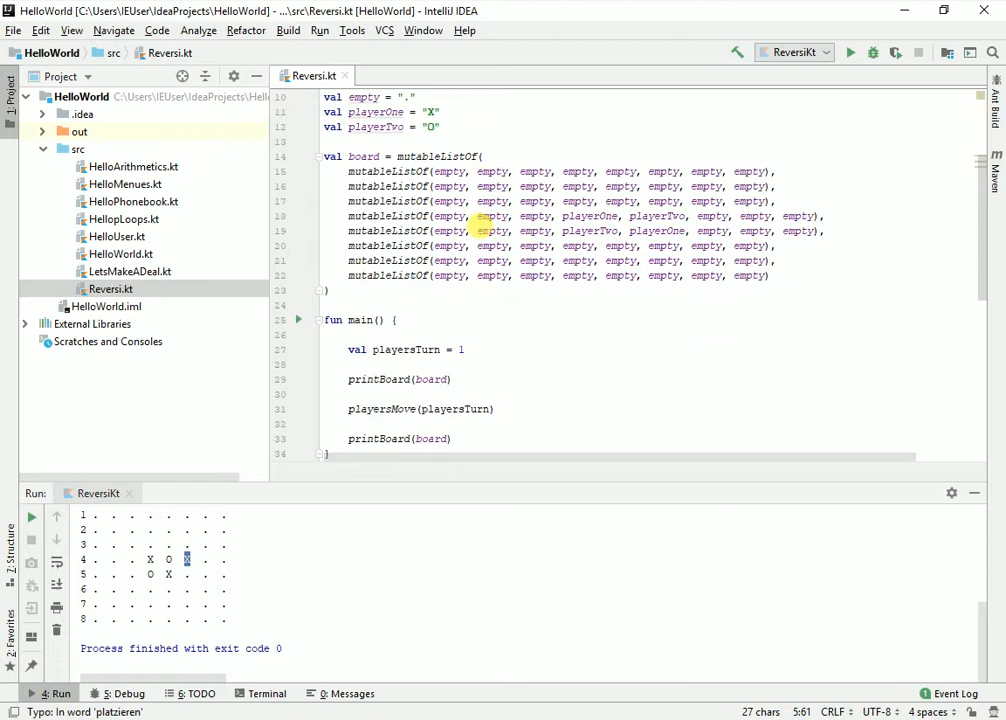 HelloWorld [C:\Users\IEUser\IdeaProjects\HelloWorld] - ...\src\Reversi.kt [HelloWorld] - IntelliJ IDEA
File Edit View Navigate Code Analyze Refactor Build Run Tools VCS Window Help
HelloWorld src Reversi.kt ReversiKt
Project Reversi.kt
1: Project
HelloWorld C:\Users\IEUser\IdeaProjects\Hell
.idea
out
src
HelloArithmetics.kt
HelloMenues.kt
HelloPhonebook.kt
HellopLoops.kt
HelloUser.kt
HelloWorld.kt
LetsMakeADeal.kt
Reversi.kt
HelloWorld.iml
External Libraries
Scratches and Consoles
10 val empty = "."
11 val playerOne = "X"
12 val playerTwo = "O"
13
14 val board = mutableListOf(
15 mutableListOf(empty, empty, empty, empty, empty, empty, empty, empty),
16 mutableListOf(empty, empty, empty, empty, empty, empty, empty, empty),
17 mutableListOf(empty, empty, empty, empty, empty, empty, empty, empty),
18 mutableListOf(empty, empty, empty, playerOne, playerTwo, empty, empty, empty),
19 mutableListOf(empty, empty, empty, playerTwo, playerOne, empty, empty, empty),
20 mutableListOf(empty, empty, empty, empty, empty, empty, empty, empty),
21 mutableListOf(empty, empty, empty, empty, empty, empty, empty, empty),
22 mutableListOf(empty, empty, empty, empty, empty, empty, empty, empty)
23 )
24
25 fun main() {
26
27 val playersTurn = 1
28
29 printBoard(board)
30
31 playersMove(playersTurn)
32
33 printBoard(board)
34 }
Ant Build
Maven
Run: ReversiKt
1 . . . . . . . .
2 . . . . . . . .
3 . . . . . . . .
4 . . . X O X . .
5 . . . O X . . .
6 . . . . . . . .
7 . . . . . . . .
8 . . . . . . . .
Process finished with exit code 0
7: Structure
2: Favorites
4: Run 5: Debug 6: TODO Terminal 0: Messages Event Log
Typo: In word 'platzieren' 27 chars 5:61 CRLF UTF-8 4 spaces